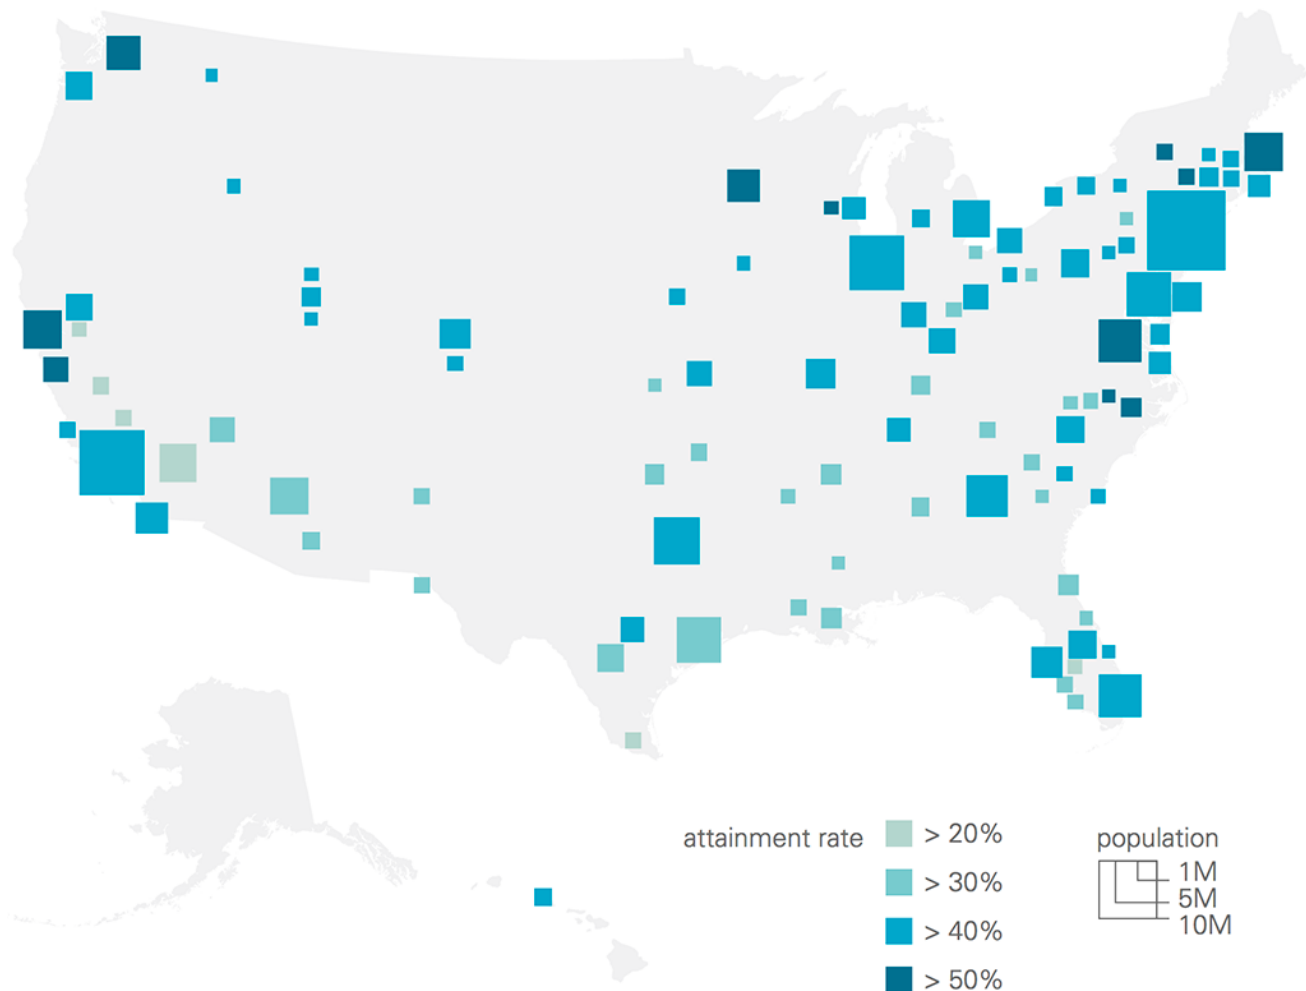 attainment rate
> 20%
> 30%
> 40%
> 50%
population
1M
5M
10M